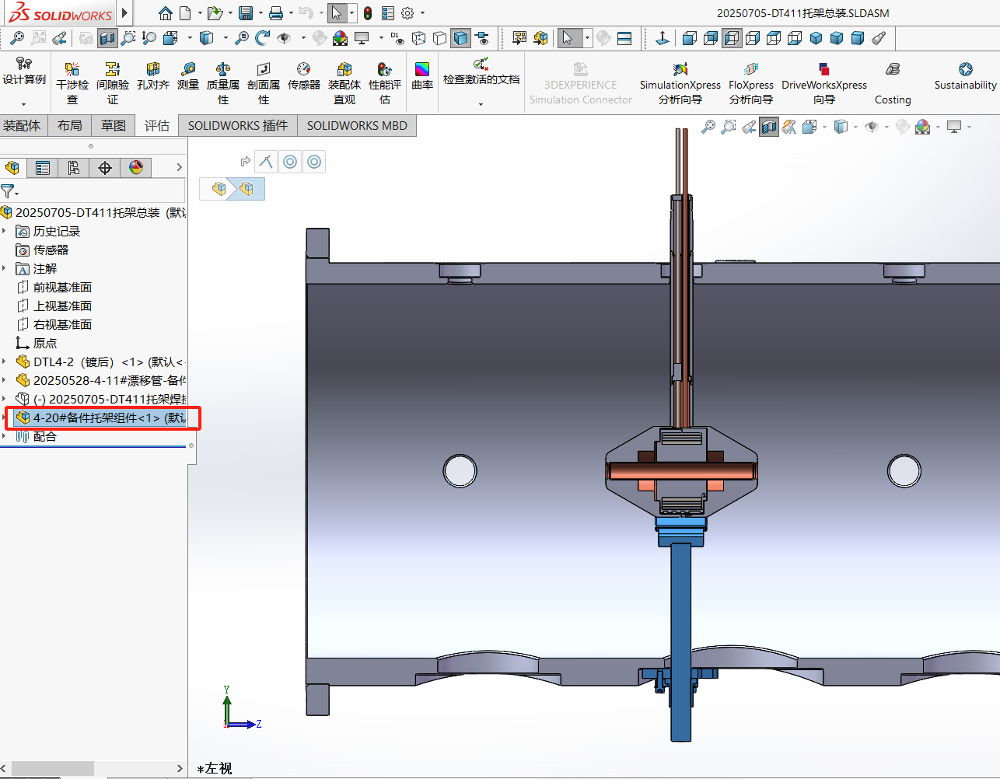 SOLIDWORKS
20250705-DT411托架总装.SLDASM
设计算例
干涉检查
间隙验证
孔对齐
测量
质量属性
剖面属性
传感器
装配体直观
性能评估
曲率
检查激活的文档
3DEXPERIENCE
Simulation Connector
SimulationXpress
分析向导
FloXpress
分析向导
DriveWorksXpress
向导
Costing
Sustainability
装配体
布局
草图
评估
SOLIDWORKS 插件
SOLIDWORKS MBD
20250705-DT411托架总装 (默认
历史记录
传感器
注解
前视基准面
上视基准面
右视基准面
原点
DTL4-2（镀后）<1> (默认<
20250528-4-11#漂移管-备件
(-) 20250705-DT411托架焊接
4-20#备件托架组件<1> (默认
配合
Y
Z
*左视